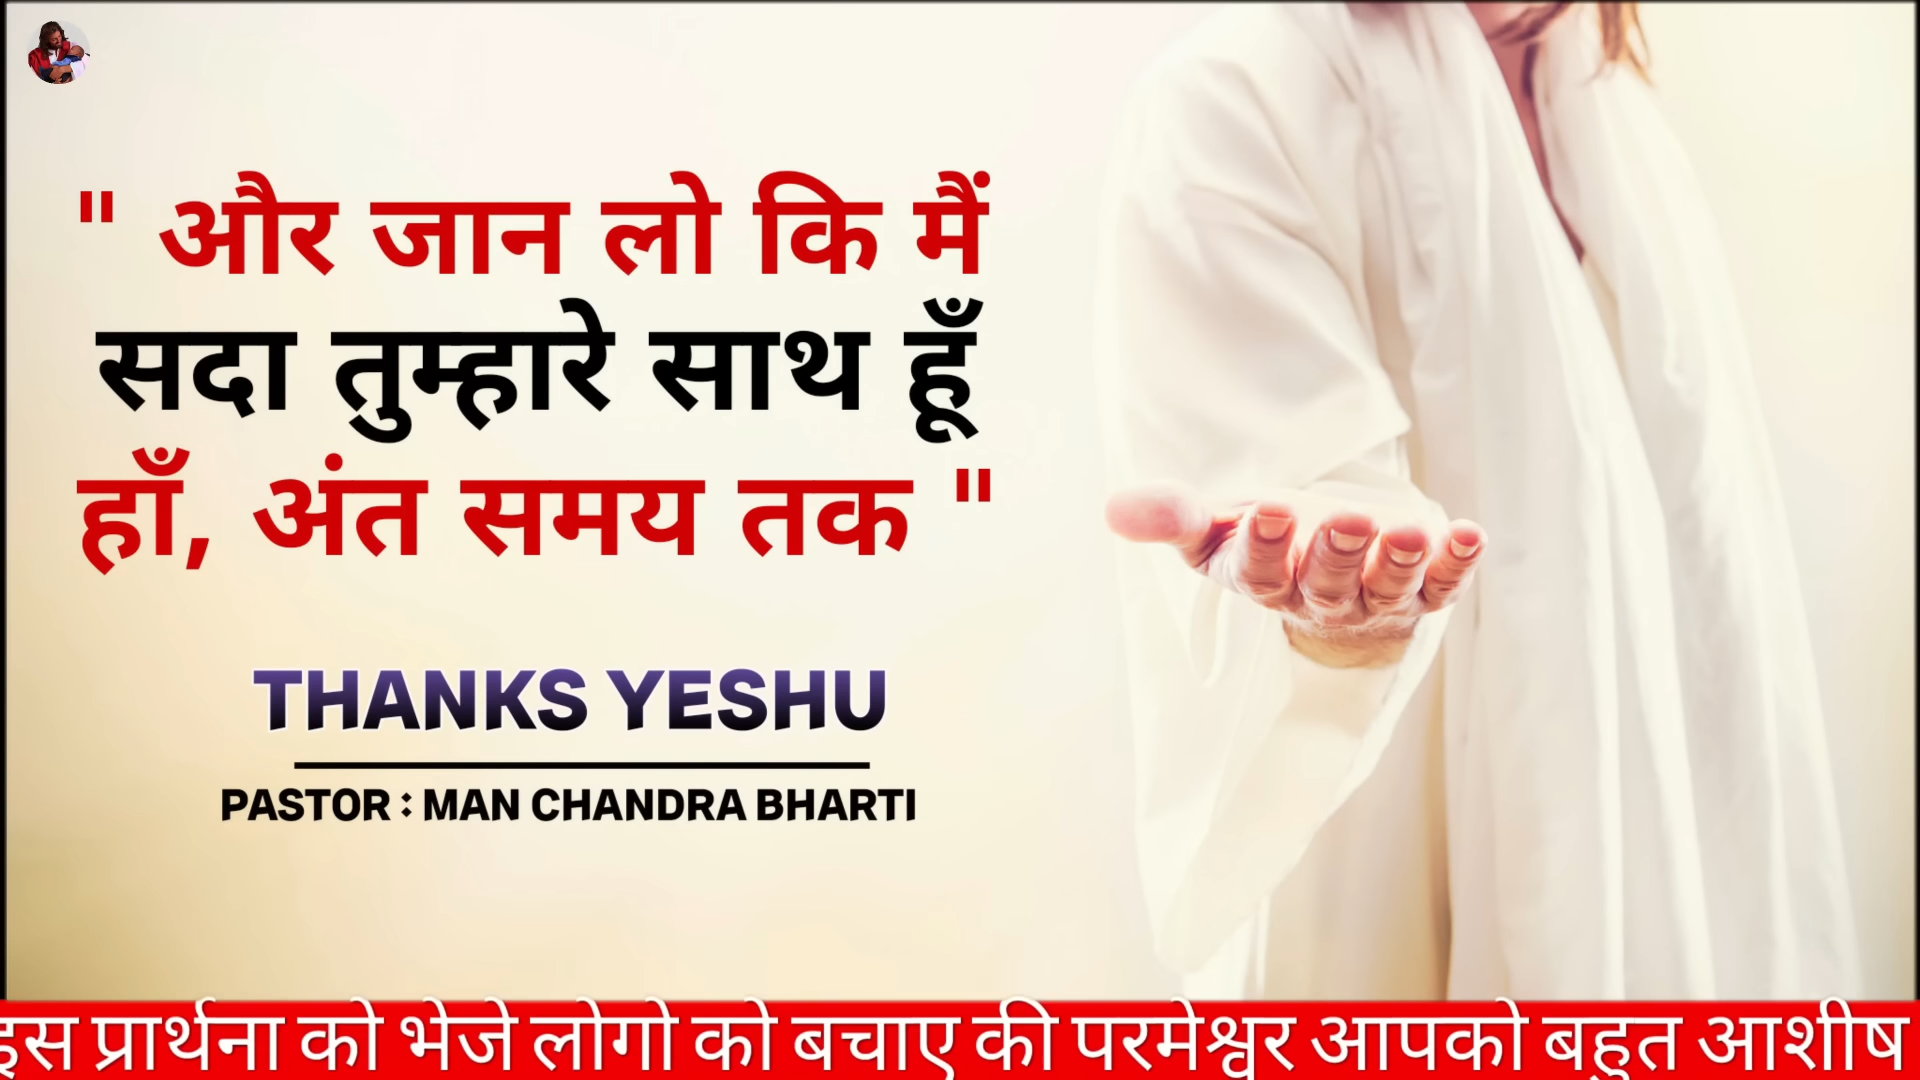 " और जान लो कि मैं
सदा तुम्हारे साथ हूँ
हाँ, अंत समय तक "
THANKS YESHU
PASTOR : MAN CHANDRA BHARTI
इस प्रार्थना को भेजे लोगो को बचाए की परमेश्वर आपको बहुत आशीष